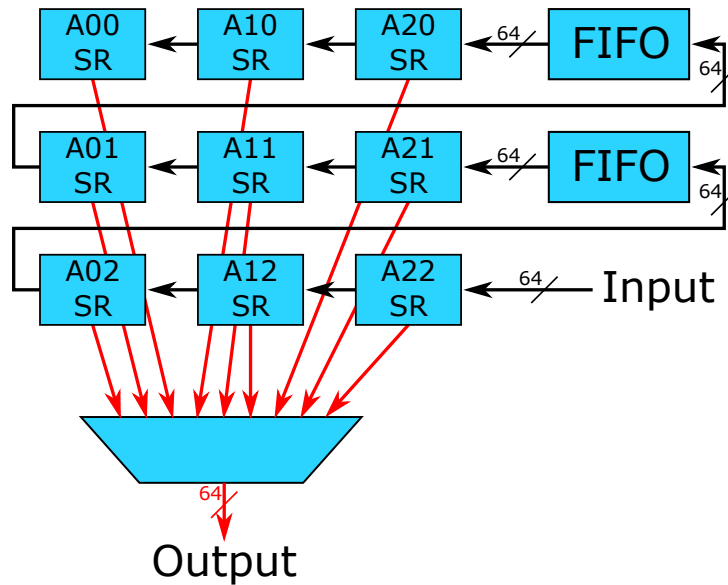 A00 SR
A10 SR
A20 SR
64
FIFO
64
A01 SR
A11 SR
A21 SR
64
FIFO
64
A02 SR
A12 SR
A22 SR
64
Input
64
Output